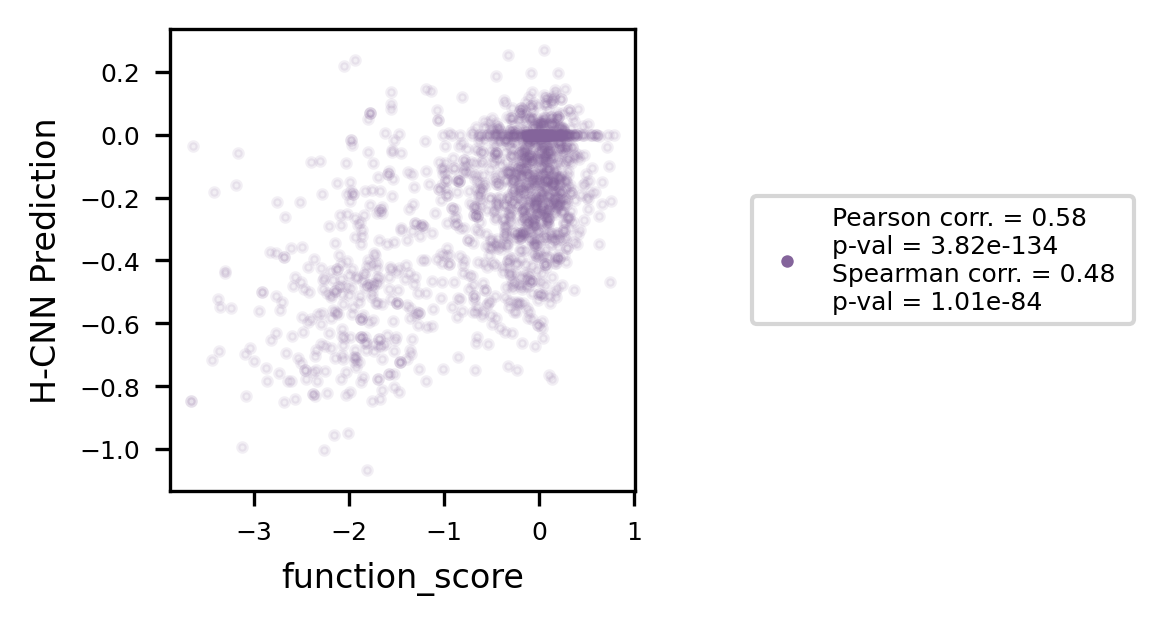 0.2
0.0
−0.2
−0.4
−0.6
−0.8
−1.0
H-CNN Prediction
−3 −2 −1 0 1
function_score
Pearson corr. = 0.58
p-val = 3.82e-134
Spearman corr. = 0.48
p-val = 1.01e-84